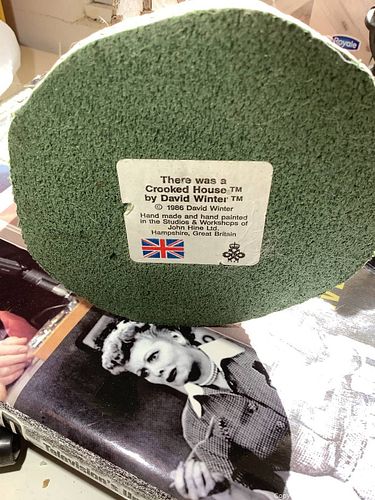 Royale
There was a
Crooked House™
by David Winter™
© 1986 David Winter
Hand made and hand painted
in the Studios & Workshops of
John Hine Ltd.
Hampshire, Great Britain